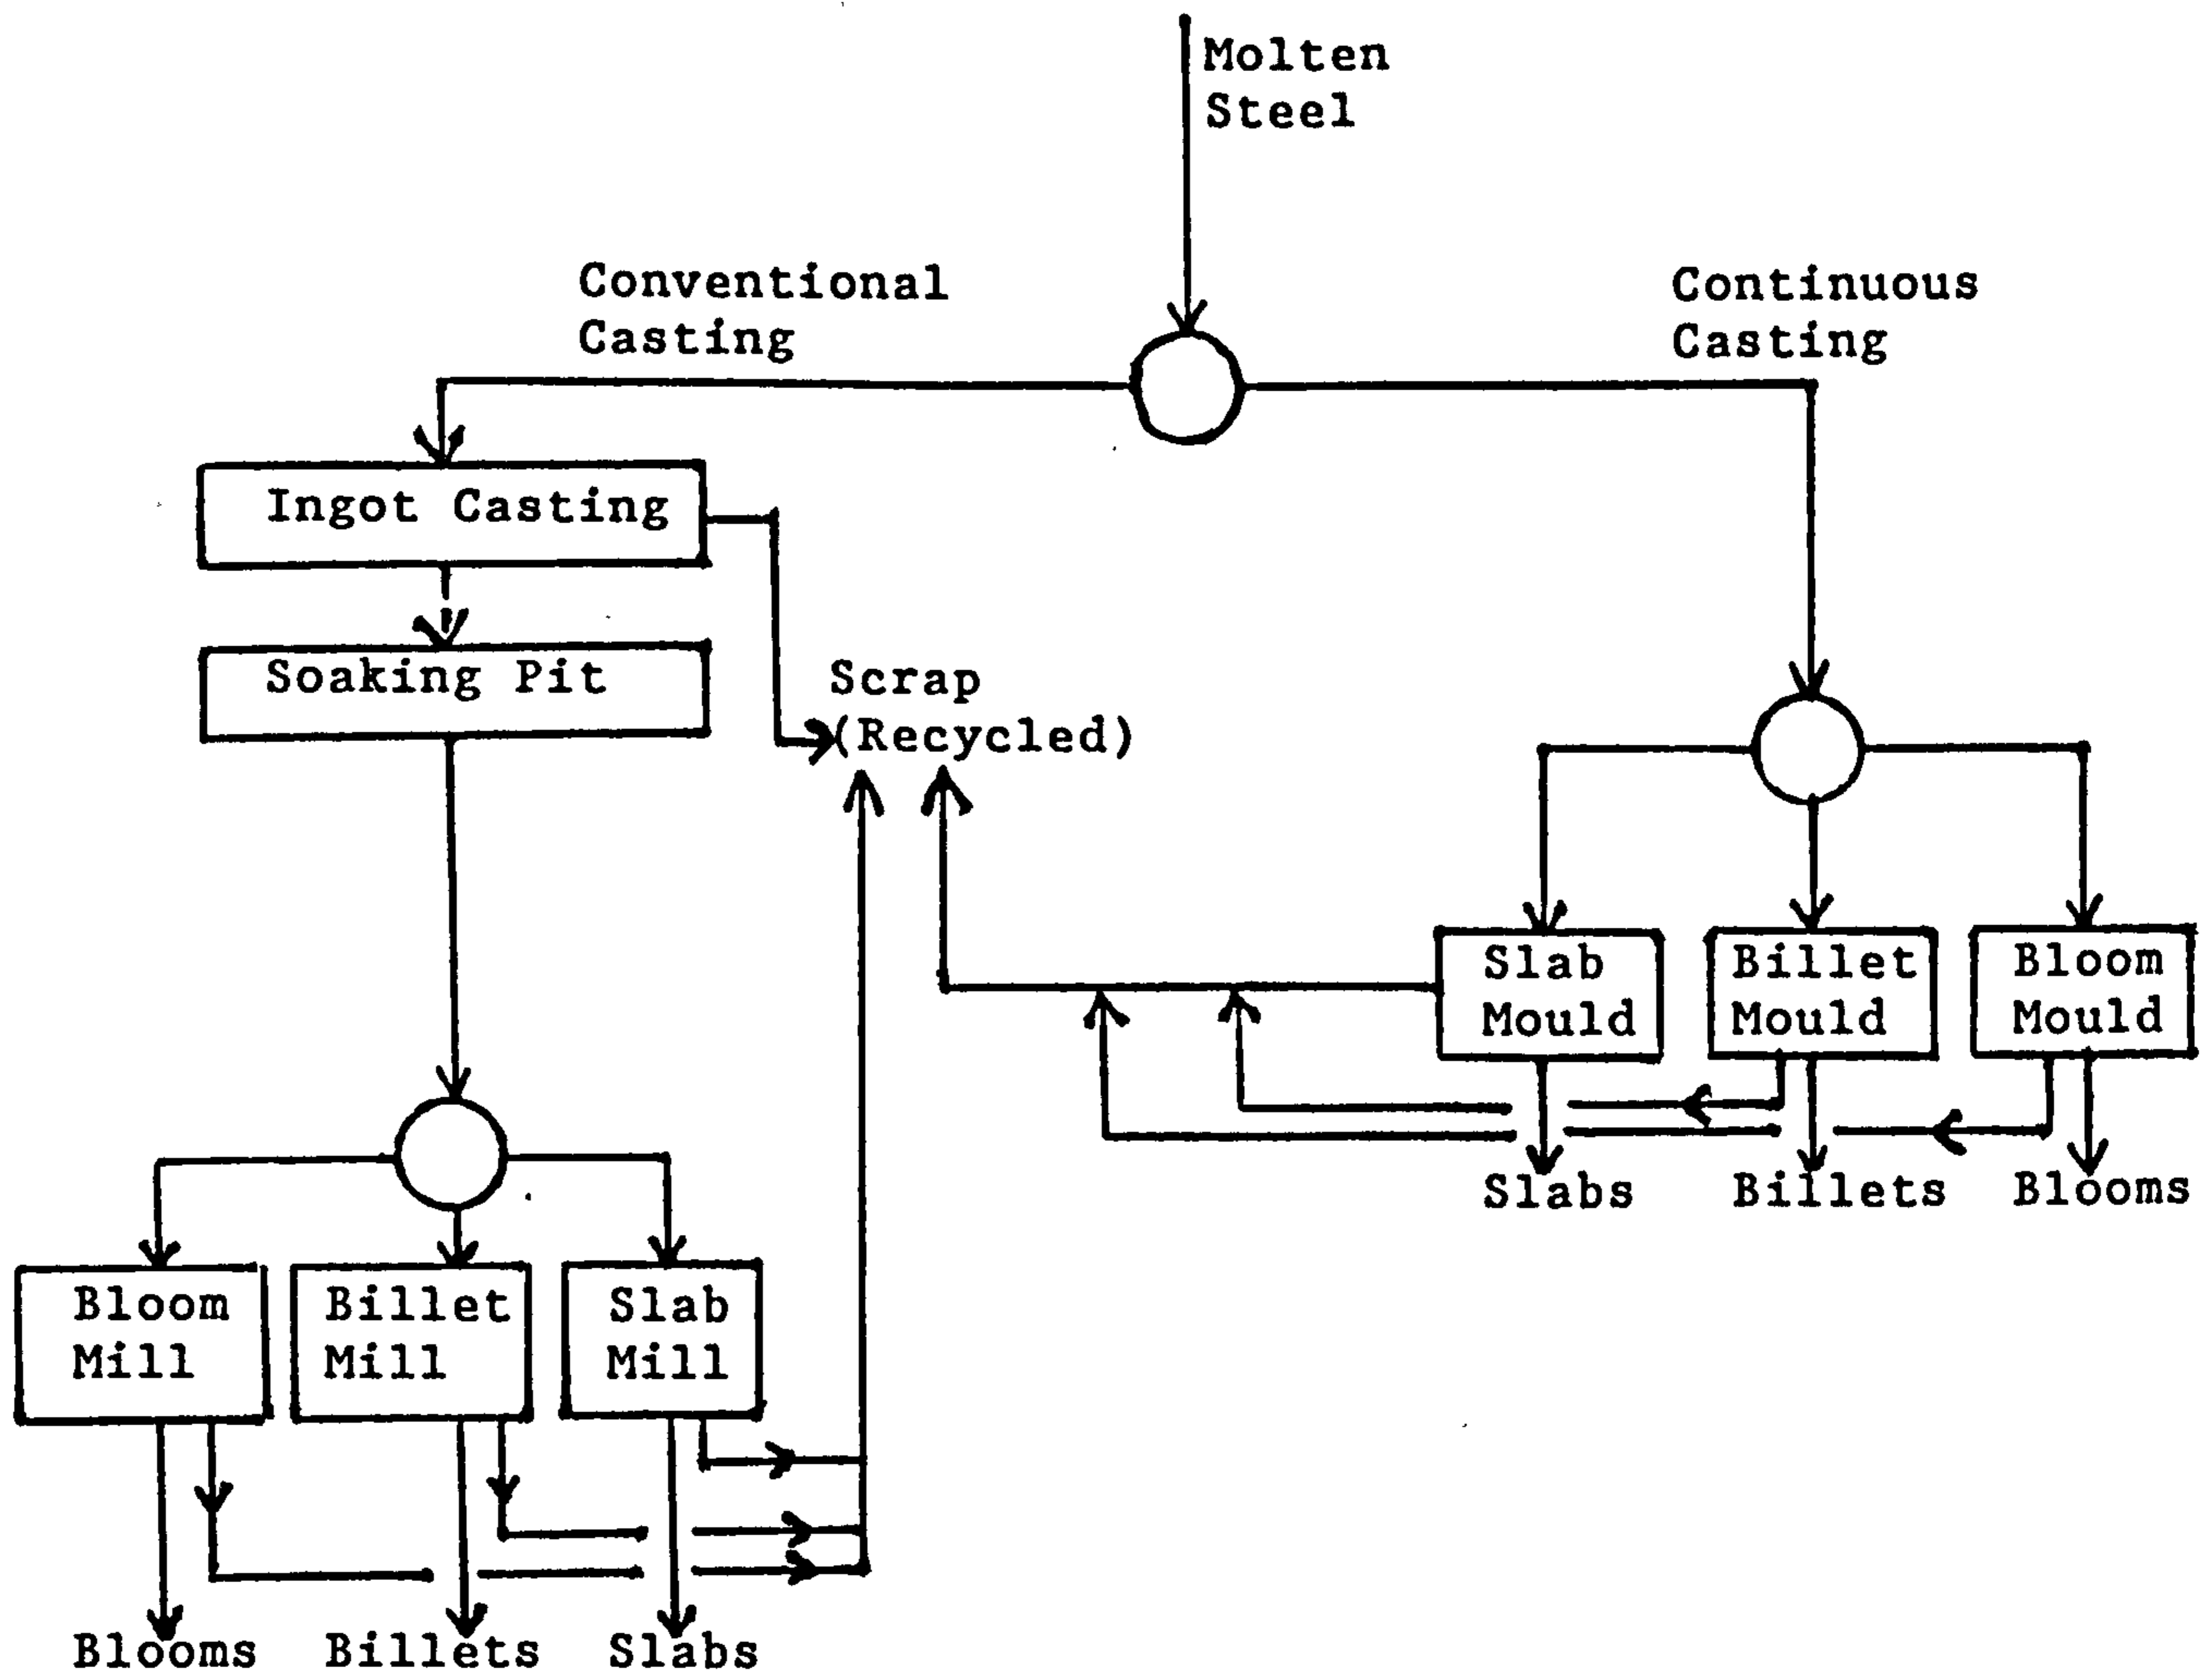 Molten
Steel
Conventional
Casting
Continuous
Casting
Ingot Casting
Soaking Pit
Scrap
(Recycled)
Slab
Mould
Billet
Mould
Bloom
Mould
Slabs
Billets
Blooms
Bloom
Mill
Billet
Mill
Slab
Mill
Blooms
Billets
Slabs